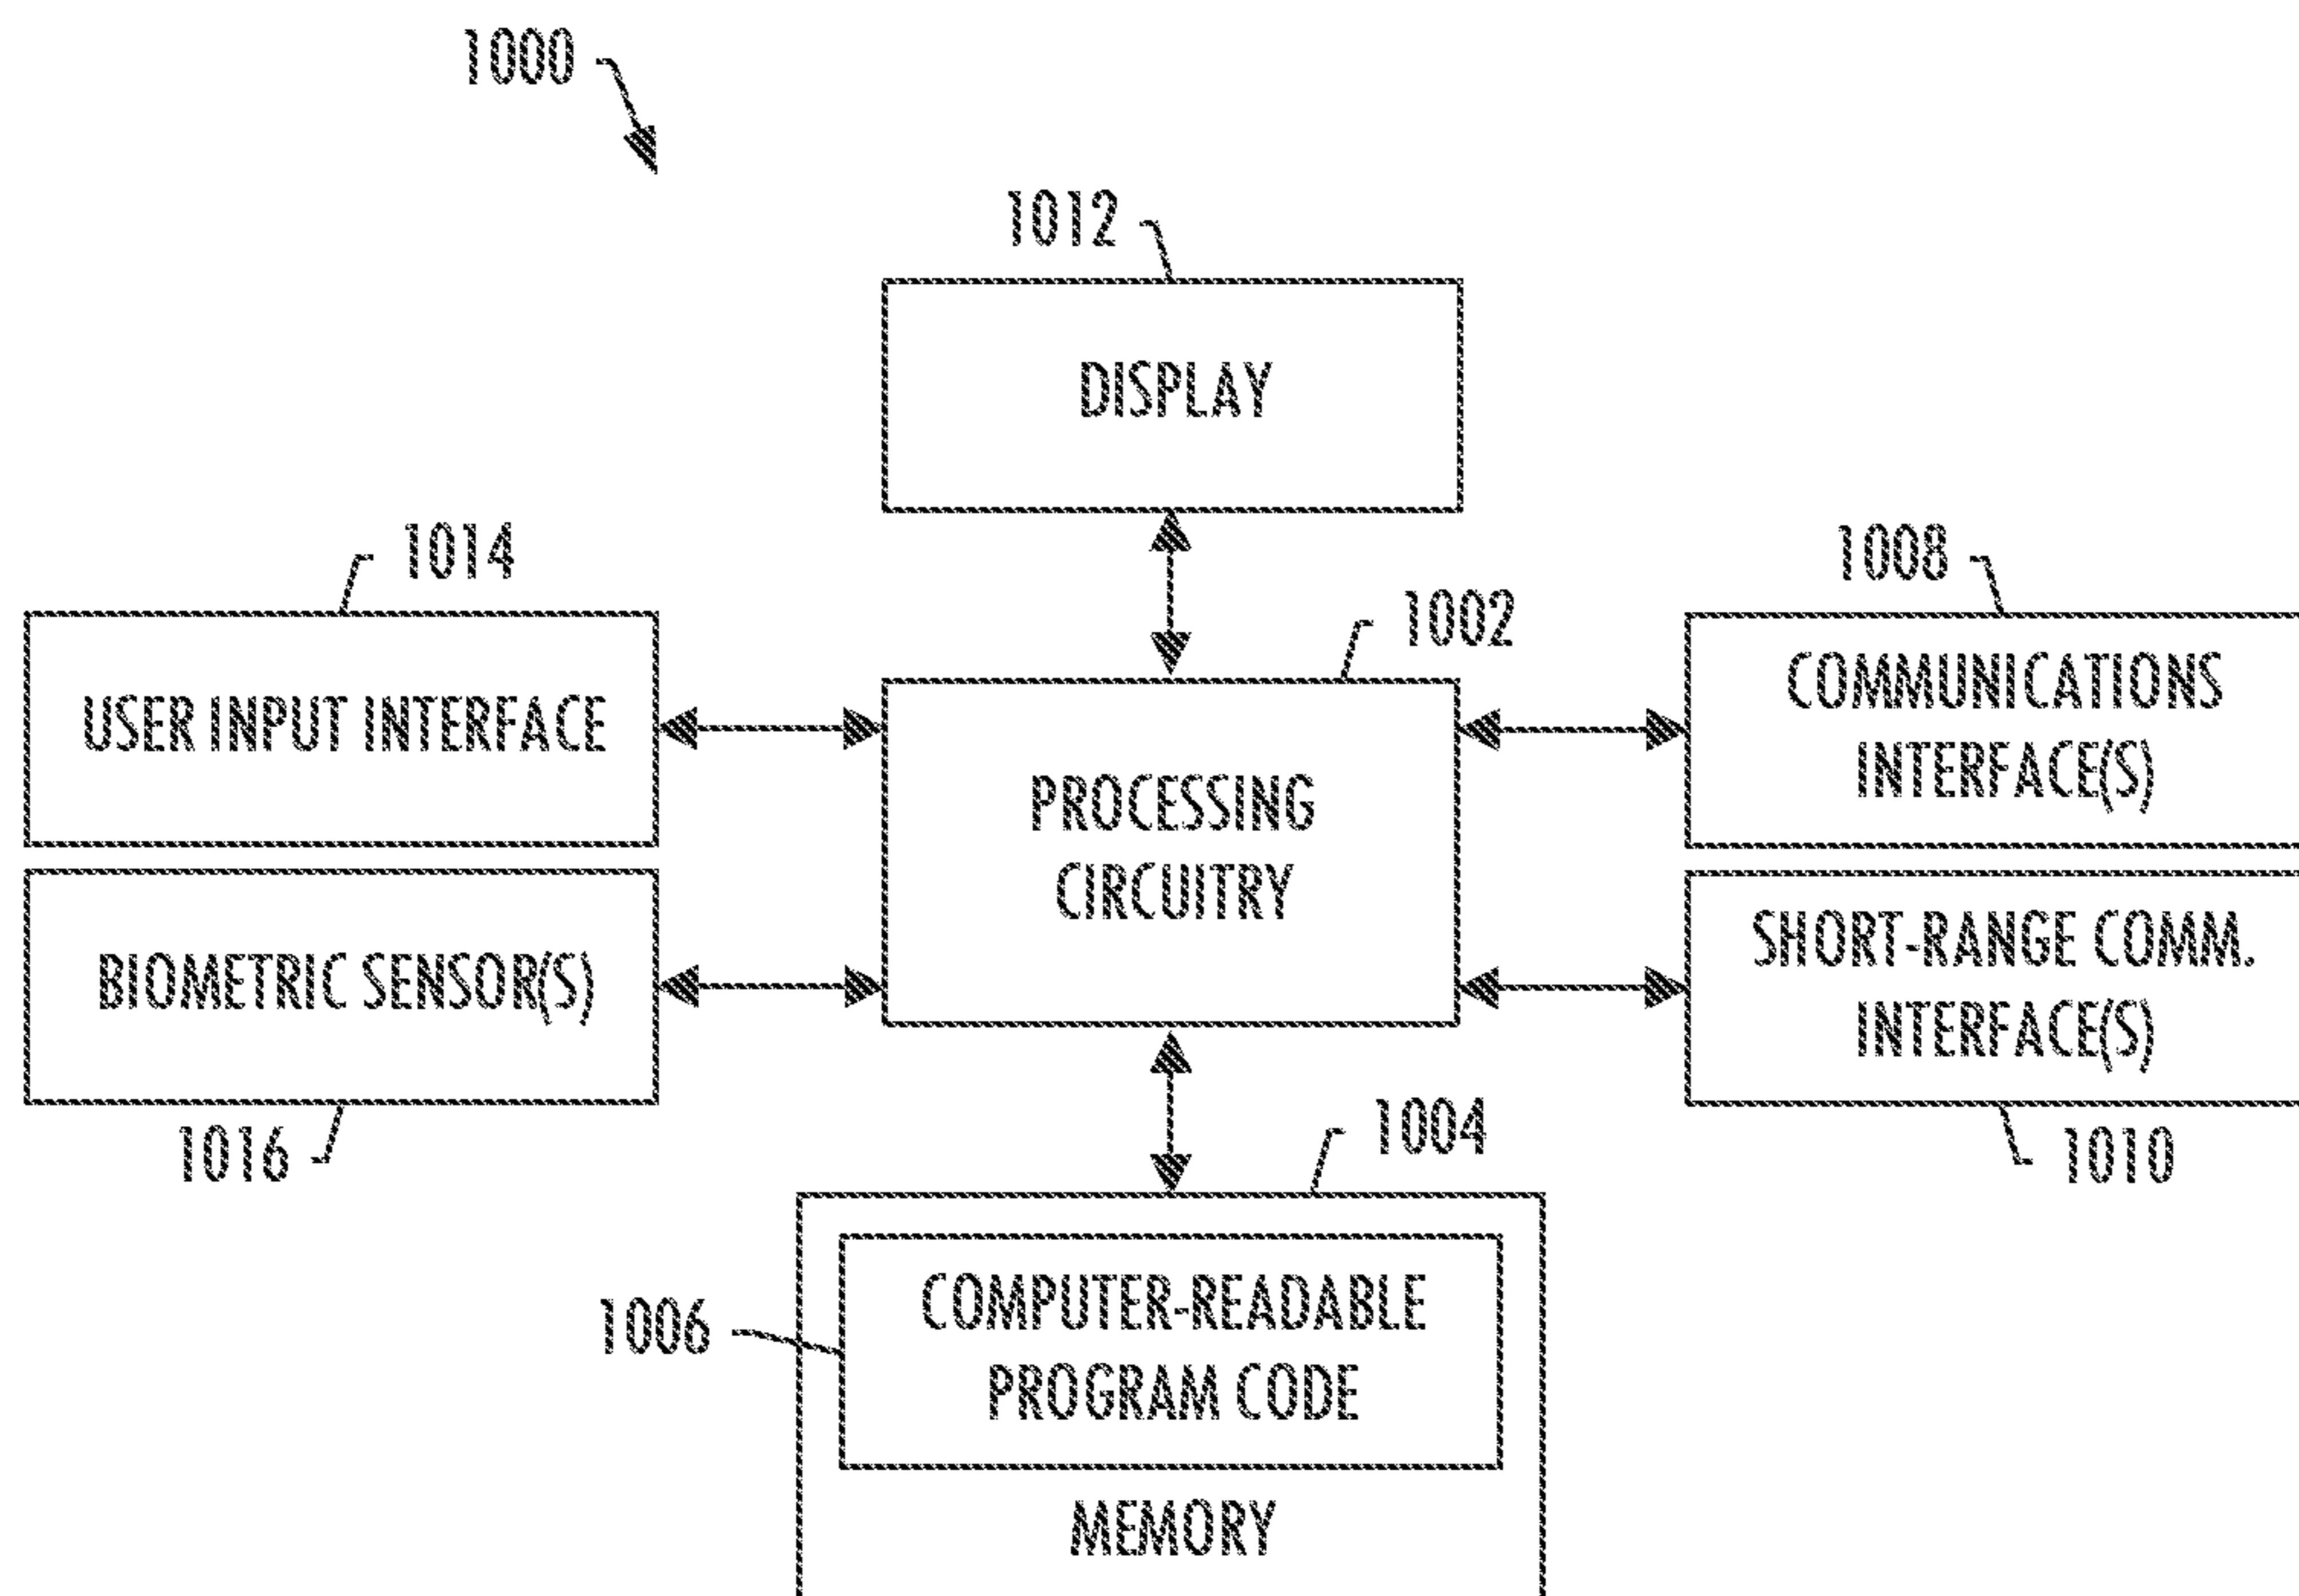 1000
1012
DISPLAY
1014
1008
1002
USER INPUT INTERFACE
COMMUNICATIONS
INTERFACE(S)
PROCESSING
CIRCUITRY
BIOMETRIC SENSOR(S)
SHORT-RANGE COMM.
INTERFACE(S)
1016
1004
1010
1006
COMPUTER-READABLE
PROGRAM CODE
MEMORY